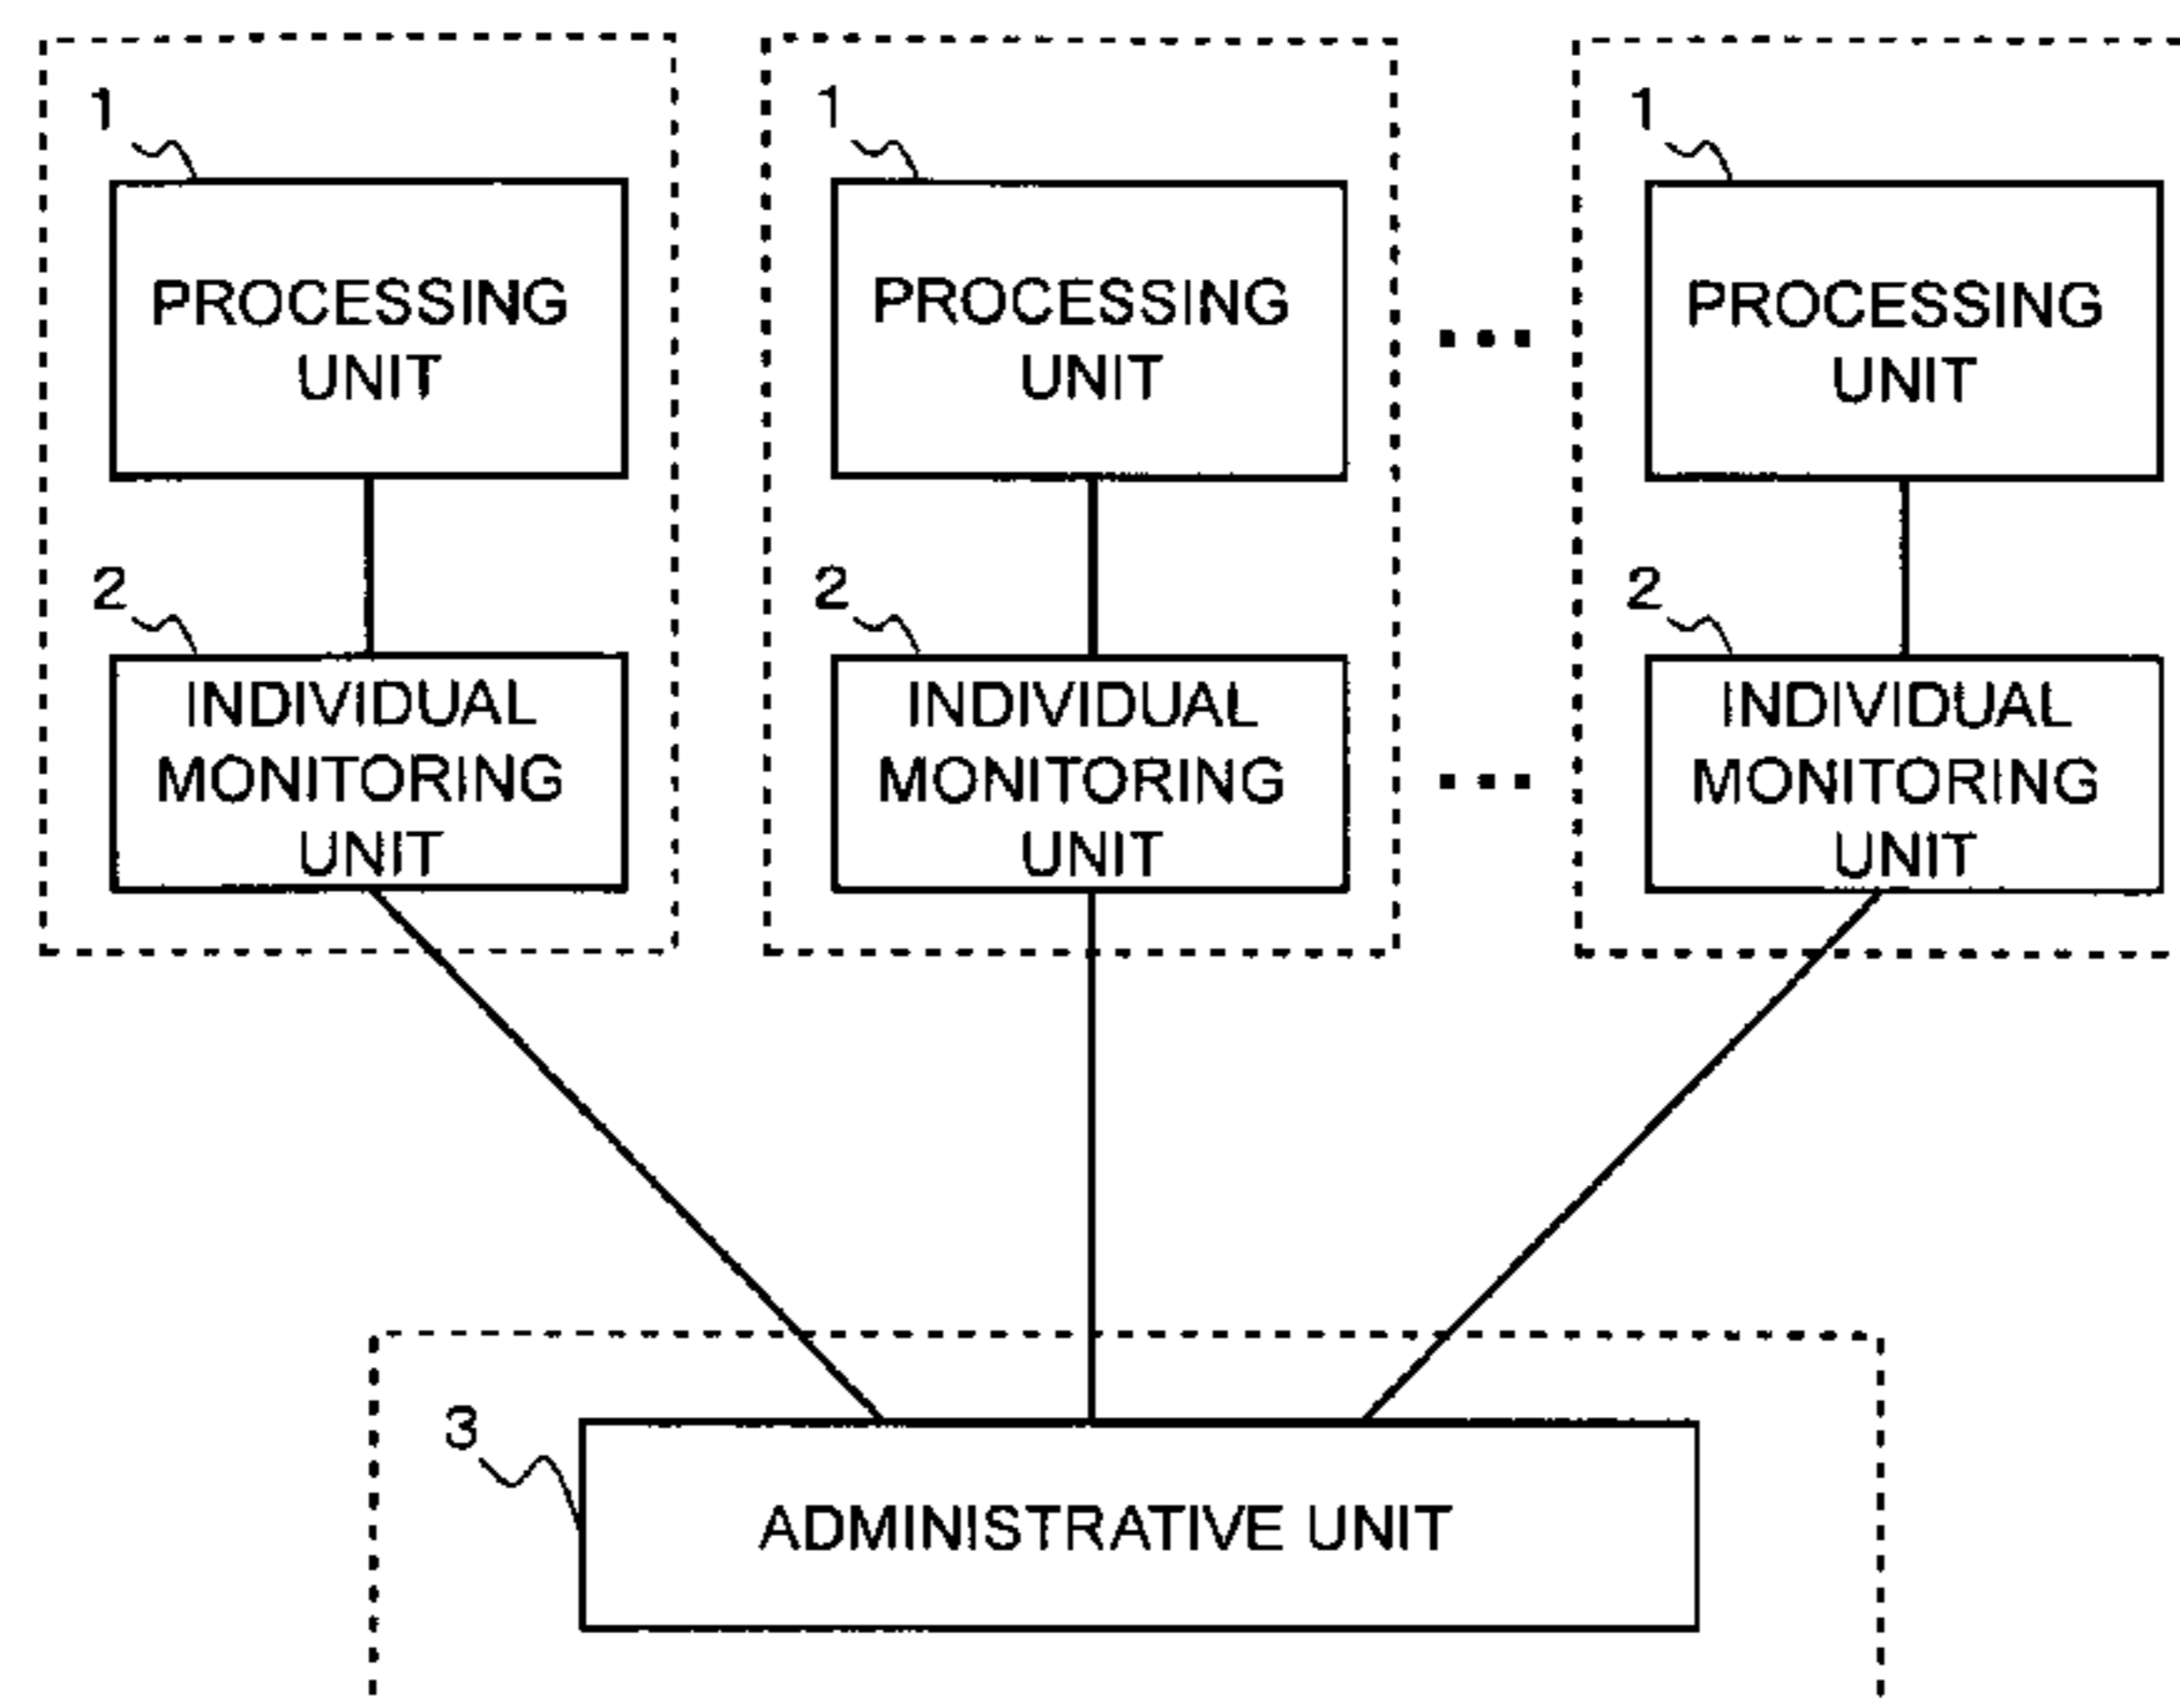 1
1
1
PROCESSING
UNIT
PROCESSING
UNIT
...
PROCESSING
UNIT
2
2
2
INDIVIDUAL
MONITORING
UNIT
INDIVIDUAL
MONITORING
UNIT
...
INDIVIDUAL
MONITORING
UNIT
3
ADMINISTRATIVE UNIT